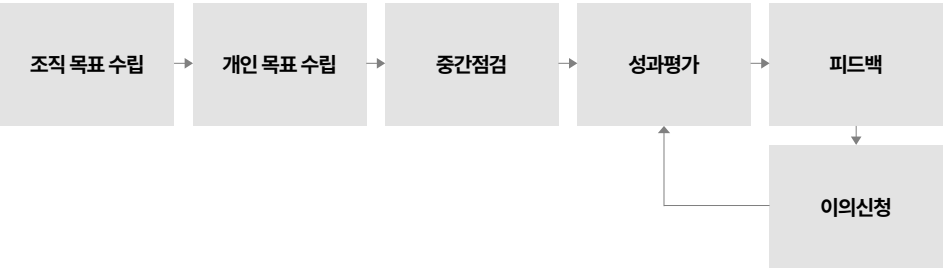 조직 목표 수립
개인 목표 수립
중간점검
성과평가
피드백
이의신청